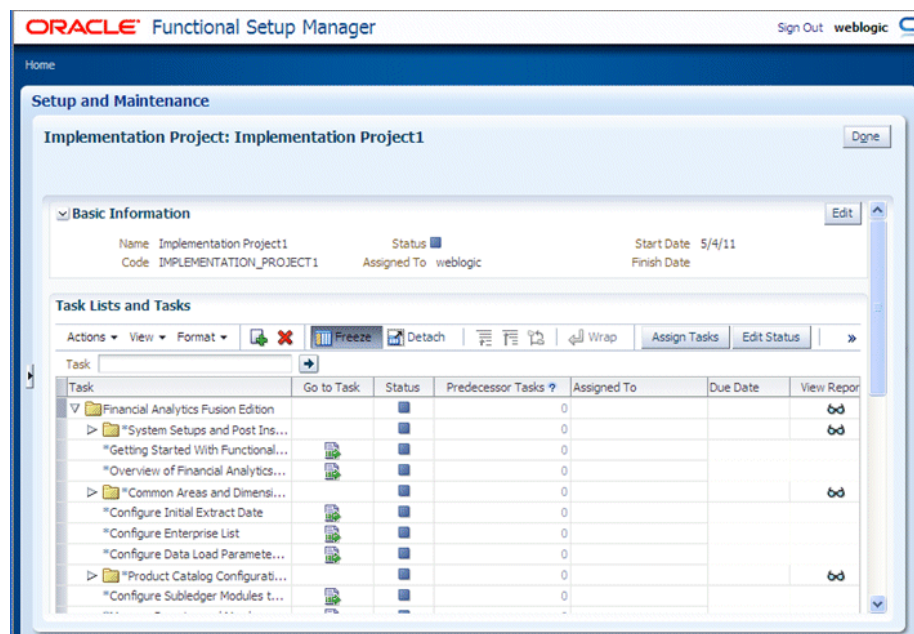 ORACLE® Functional Setup Manager Sign Out weblogic
Home
Setup and Maintenance
Implementation Project: Implementation Project1 Done
Basic Information Edit
Name Implementation Project1 Status Start Date 5/4/11
Code IMPLEMENTATION_PROJECT1 Assigned To weblogic Finish Date
Task Lists and Tasks
Actions View Format Freeze Detach Wrap Assign Tasks Edit Status »
Task
Task Go to Task Status Predecessor Tasks ? Assigned To Due Date View Repor
Financial Analytics Fusion Edition 0
*System Setups and Post Ins... 0
*Getting Started With Functional... 0
*Overview of Financial Analytics... 0
*Common Areas and Dimensi... 0
*Configure Initial Extract Date 0
*Configure Enterprise List 0
*Configure Data Load Paramete... 0
*Product Catalog Configurati... 0
*Configure Subledger Modules t... 0